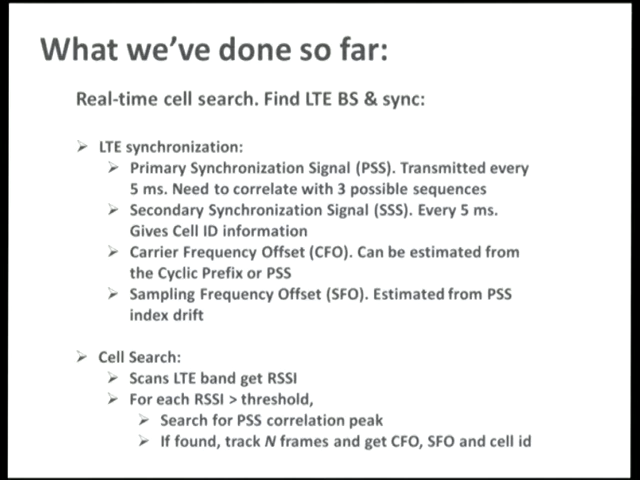 What we've done so far:
Real-time cell search. Find LTE BS & sync:
➢ LTE synchronization:
➢ Primary Synchronization Signal (PSS). Transmitted every
5 ms. Need to correlate with 3 possible sequences
➢ Secondary Synchronization Signal (SSS). Every 5 ms.
Gives Cell ID information
➢ Carrier Frequency Offset (CFO). Can be estimated from
the Cyclic Prefix or PSS
➢ Sampling Frequency Offset (SFO). Estimated from PSS
index drift
➢ Cell Search:
➢ Scans LTE band get RSSI
➢ For each RSSI > threshold,
➢ Search for PSS correlation peak
➢ If found, track N frames and get CFO, SFO and cell id